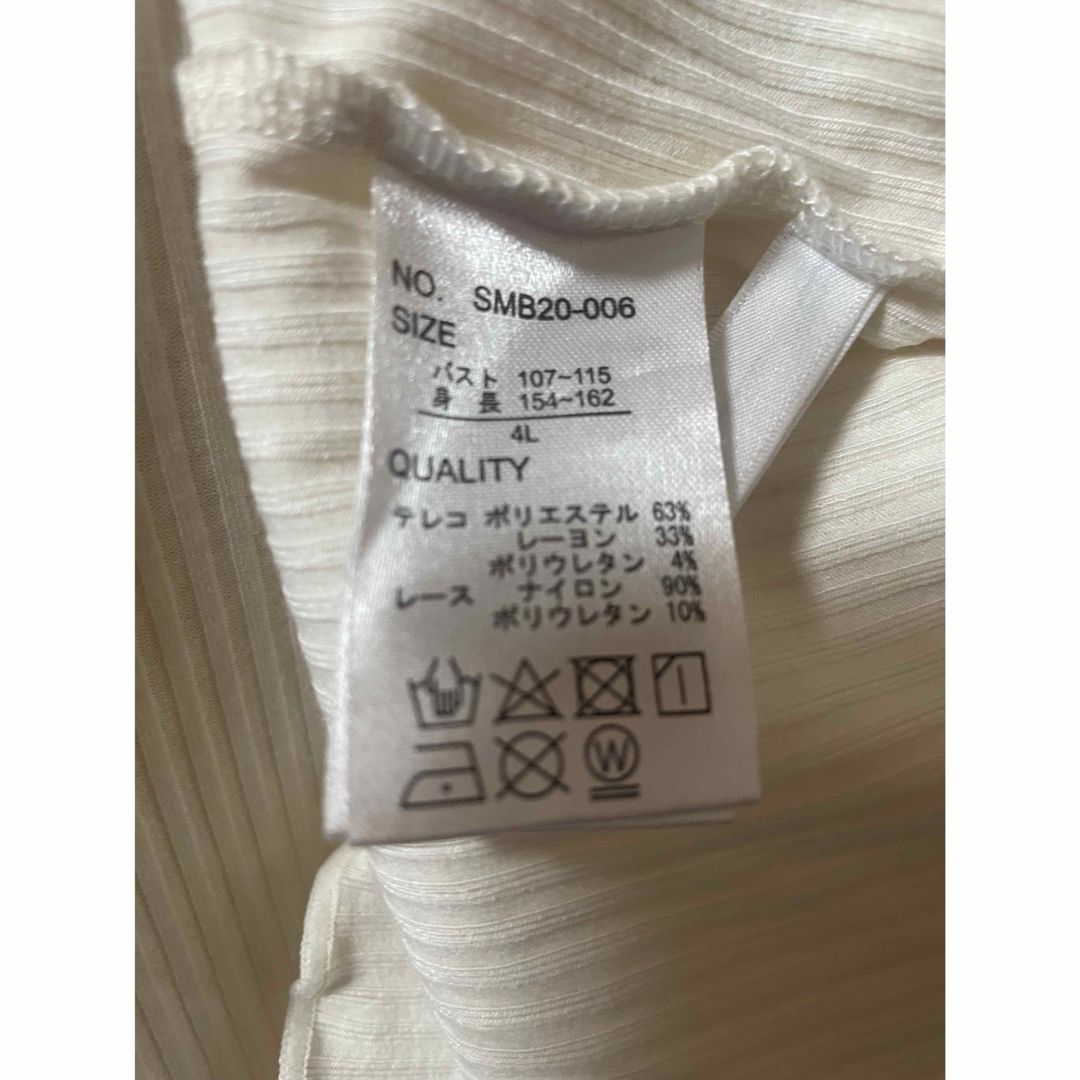 NO. SMB20-006
SIZE
バスト 107~115
身 長 154~162
4L
QUALITY
テレコ ポリエステル 63%
レーヨン 33%
ポリウレタン 4%
レース ナイロン 90%
ポリウレタン 10%
W